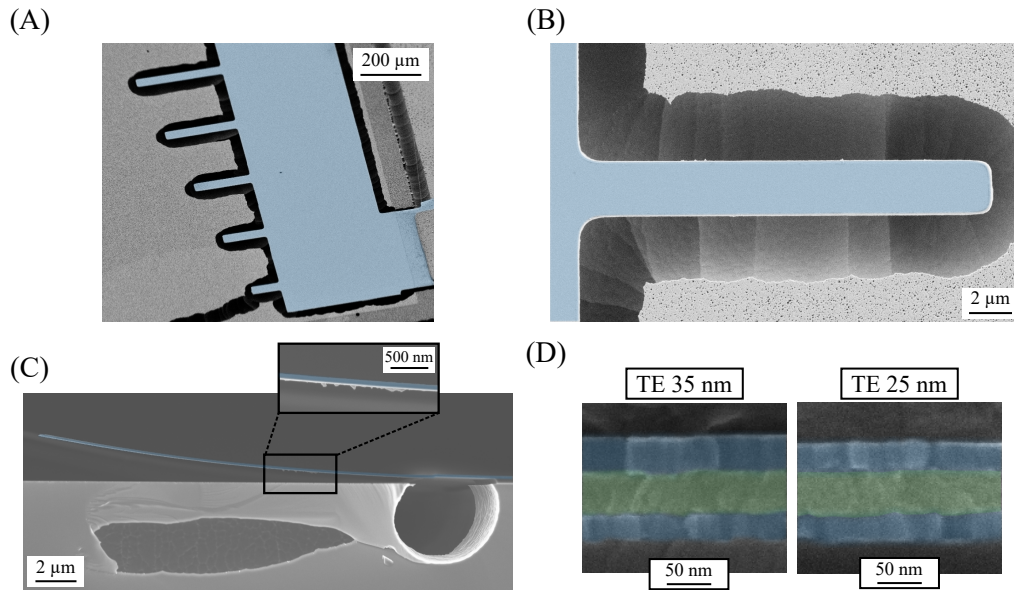 (A)
200 µm
(B)
2 µm
(C)
500 nm
2 µm
(D)
TE 35 nm
TE 25 nm
50 nm
50 nm